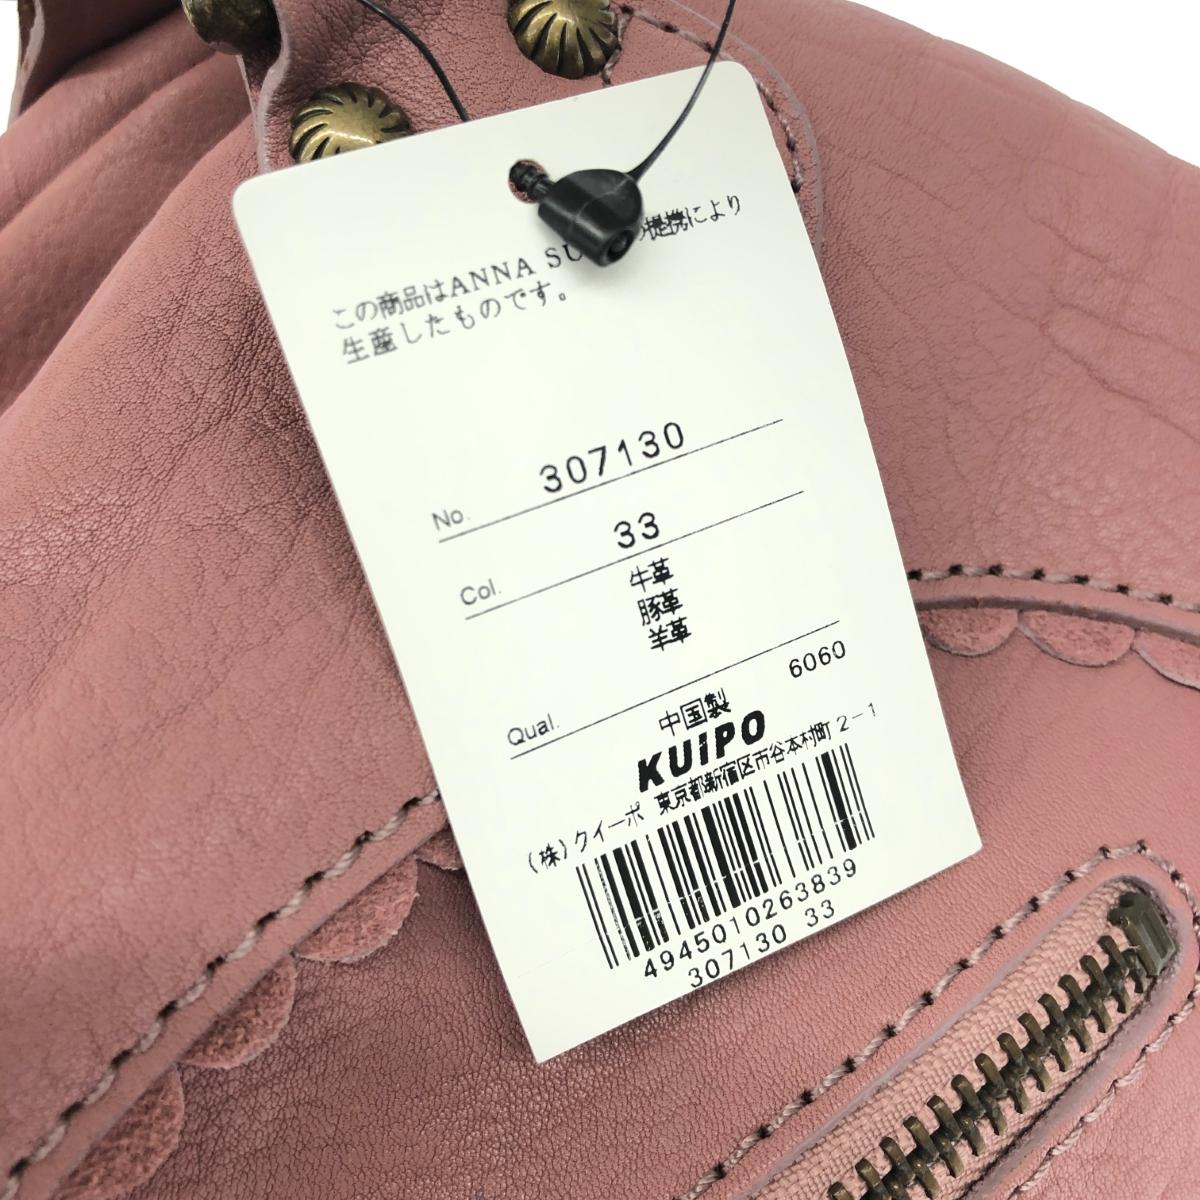 この商品はANNA SU の提携により
生産したものです。
No. 307130
Col. 33
牛革
豚革
羊革
Qual. 6060
中国製
KUiPO
(株)クイーポ 東京都新宿区市谷本村町2-1
4945010263839
307130 33